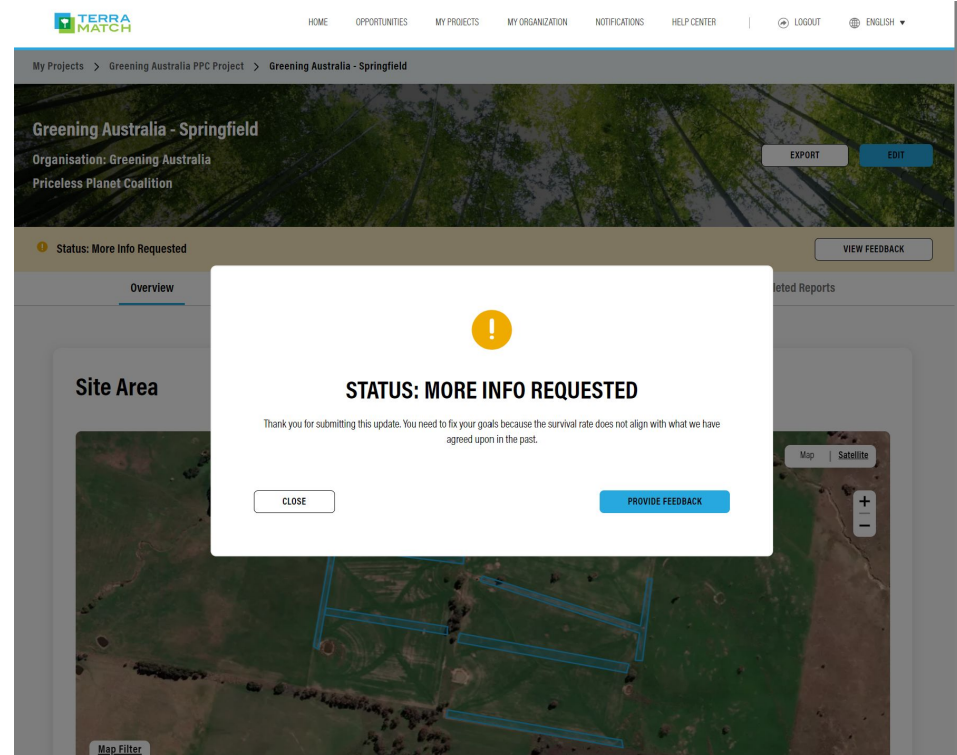 TERRA
MATCH
HOME OPPORTUNITIES MY PROJECTS MY ORGANIZATION NOTIFICATIONS HELP CENTER | LOGOUT ENGLISH ▼
My Projects > Greening Australia PPC Project > Greening Australia - Springfield
Greening Australia - Springfield
Organisation: Greening Australia
Priceless Planet Coalition
EXPORT EDIT
! Status: More Info Requested
VIEW FEEDBACK
Overview leted Reports
!
Site Area
STATUS: MORE INFO REQUESTED
Thank you for submitting this update. You need to fix your goals because the survival rate does not align with what we have
agreed upon in the past.
Map | Satellite
CLOSE PROVIDE FEEDBACK
+
−
Map Filter